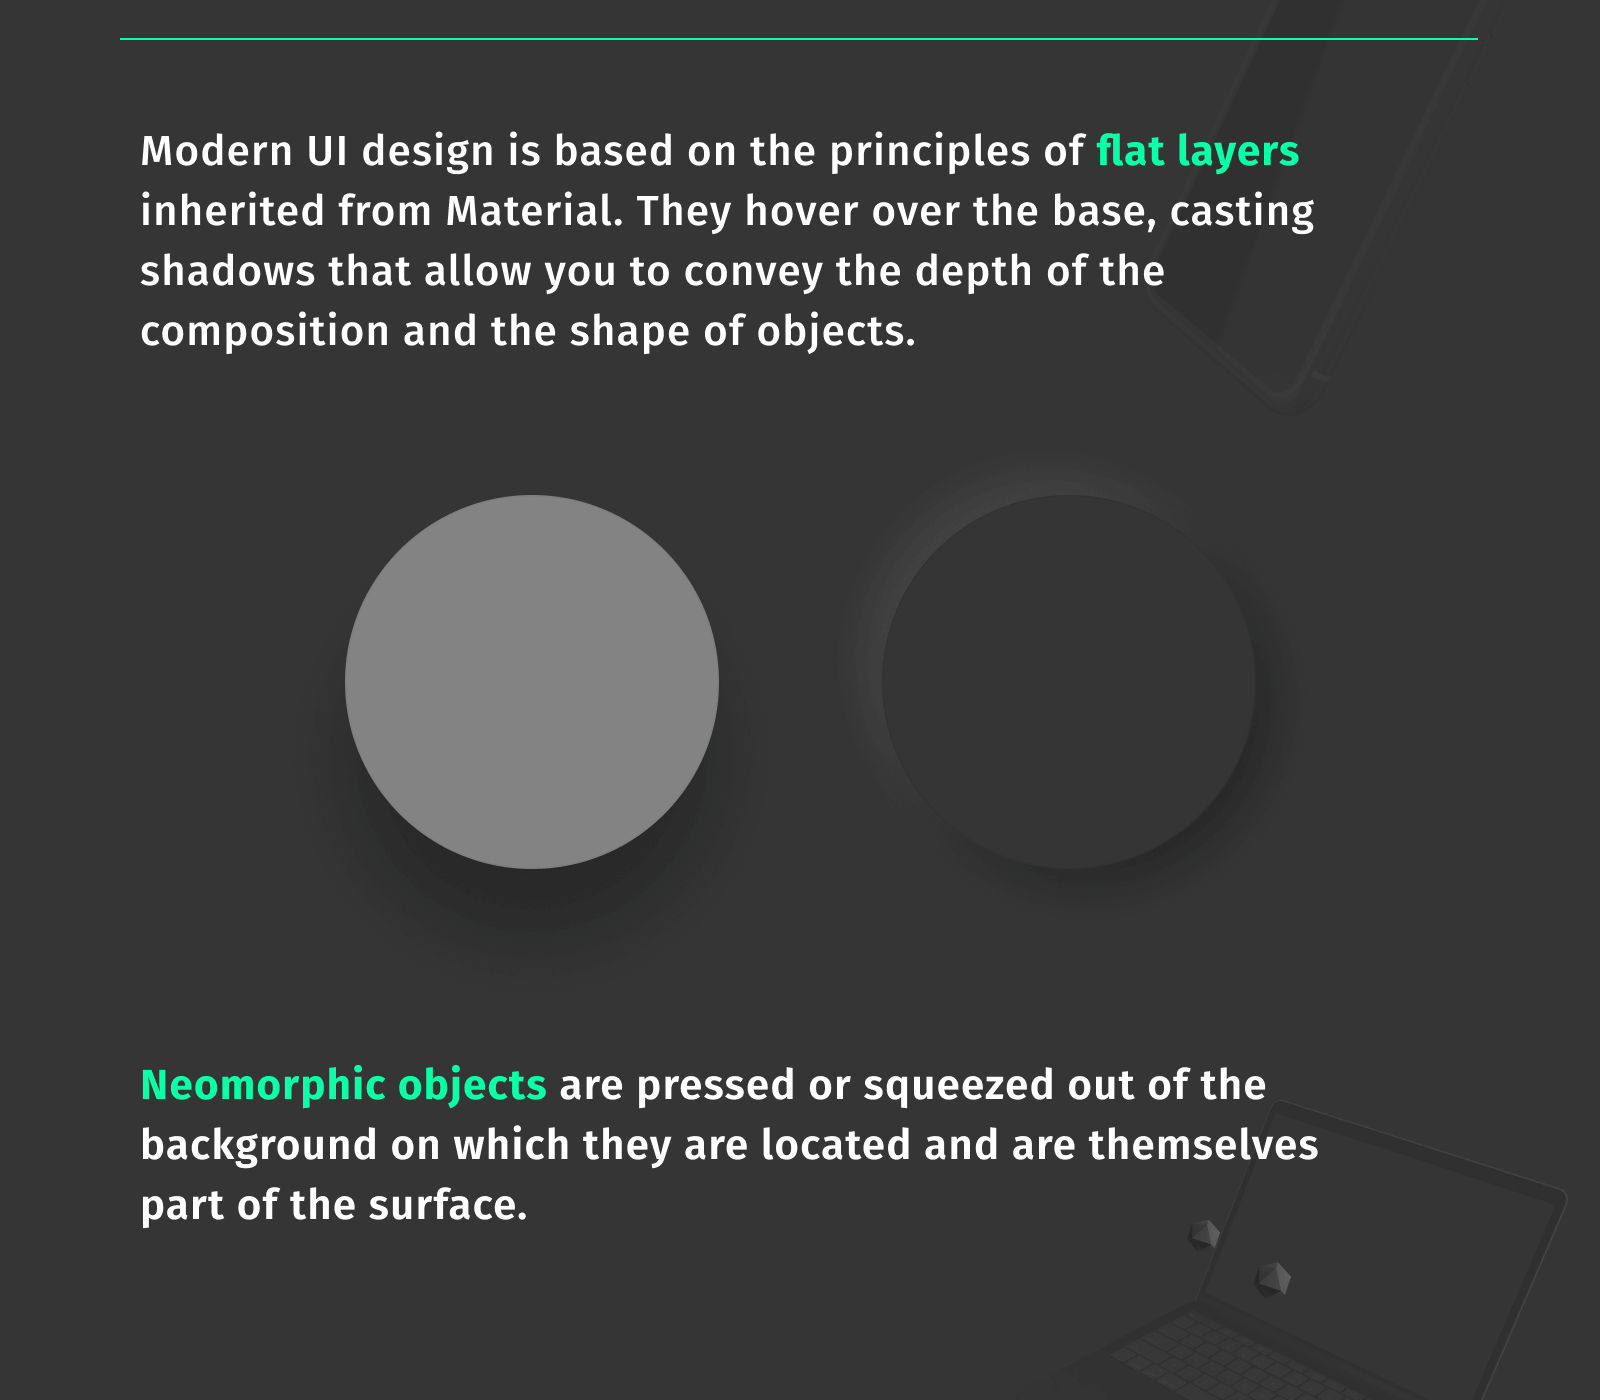 Modern UI design is based on the principles of flat layers
inherited from Material. They hover over the base, casting
shadows that allow you to convey the depth of the
composition and the shape of objects.
Neomorphic objects are pressed or squeezed out of the
background on which they are located and are themselves
part of the surface.